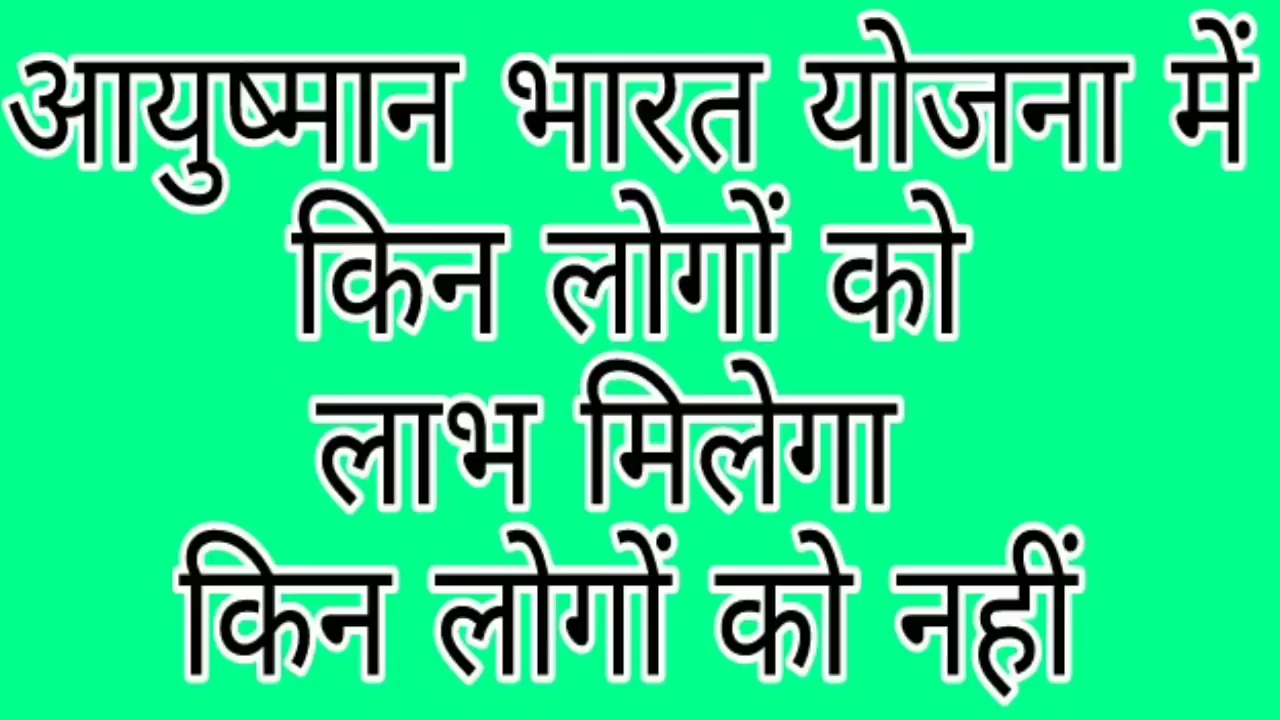 आयुष्मान भारत योजना में
किन लोगों को
लाभ मिलेगा
किन लोगों को नहीं